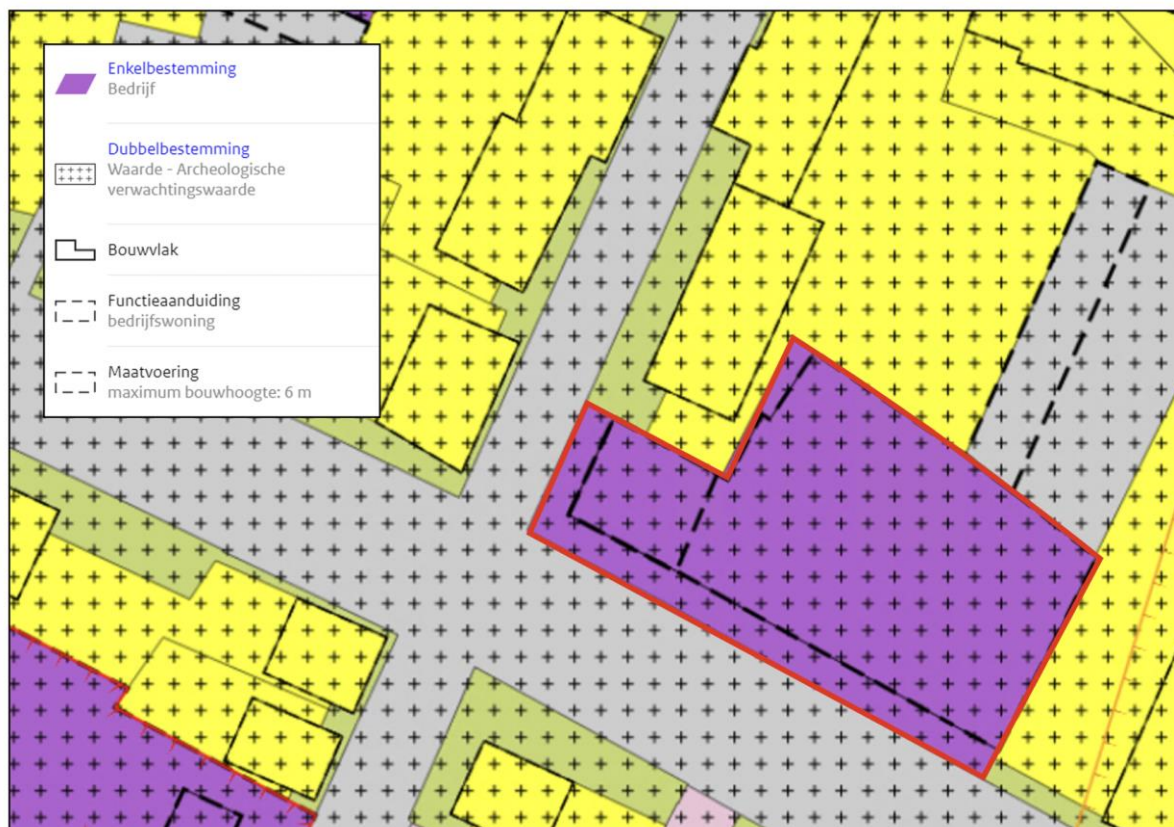 Enkelbestemming
Bedrijf
Dubbelbestemming
Waarde - Archeologische
verwachtingswaarde
Bouwvlak
Functieaanduiding
bedrijfswoning
Maatvoering
maximum bouwhoogte: 6 m